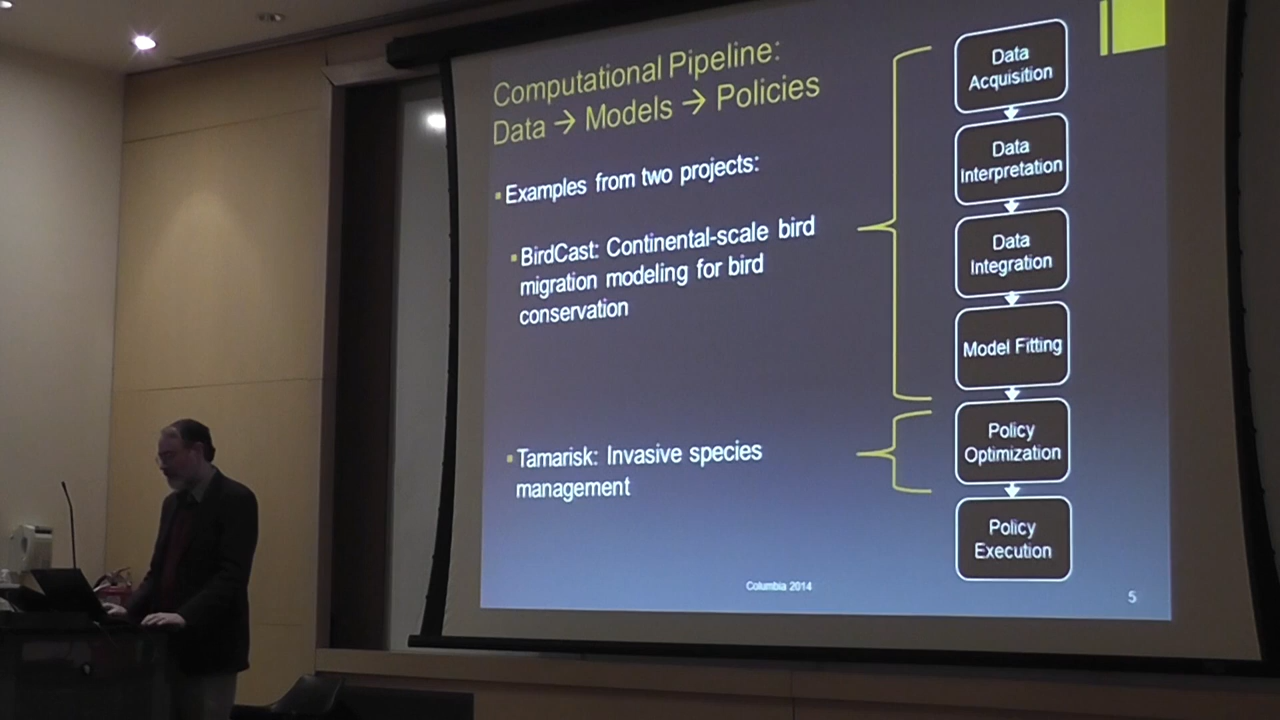 Computational Pipeline:
Data → Models → Policies
▪ Examples from two projects:
▪ BirdCast: Continental-scale bird
migration modeling for bird
conservation
▪ Tamarisk: Invasive species
management
Data
Acquisition
Data
Interpretation
Data
Integration
Model Fitting
Policy
Optimization
Policy
Execution
Columbia 2014
5